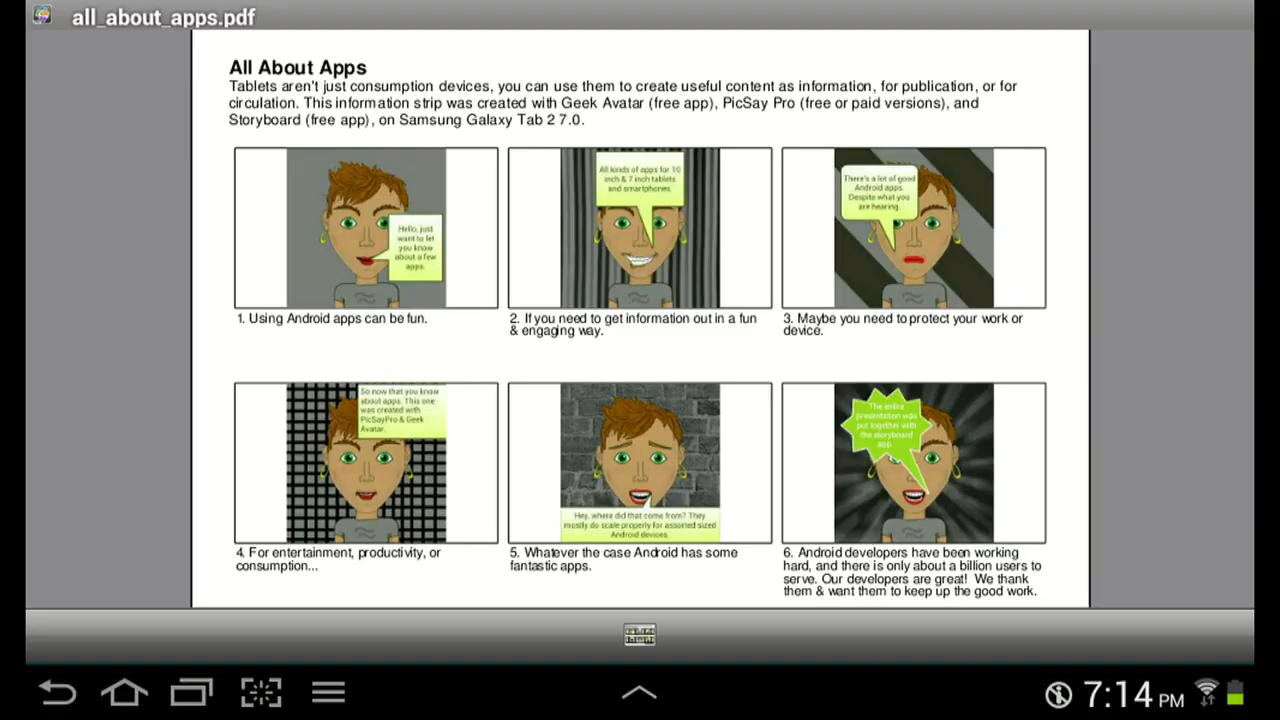 all_about_apps.pdf
All About Apps
Tablets aren't just consumption devices, you can use them to create useful content as information, for publication, or for
circulation. This information strip was created with Geek Avatar (free app), PicSay Pro (free or paid versions), and
Storyboard (free app), on Samsung Galaxy Tab 2 7.0.
Hello, just
want to let
you know
about a few
apps.
1. Using Android apps can be fun.
All kinds of apps for 10
inch & 7 inch tablets
and smartphones.
2. If you need to get information out in a fun
& engaging way.
There's a lot of good
Android apps.
Despite what you
are hearing.
3. Maybe you need to protect your work or
device.
So now that you know
about apps. This one
was created with
PicSayPro & Geek
Avatar.
4. For entertainment, productivity, or
consumption...
Hey, where did that come from? They
mostly do scale properly for assorted sized
Android devices.
5. Whatever the case Android has some
fantastic apps.
The entire
presentation was
put together with
the storyboard
app.
6. Android developers have been working
hard, and there is only about a billion users to
serve. Our developers are great! We thank
them & want them to keep up the good work.
7:14 PM